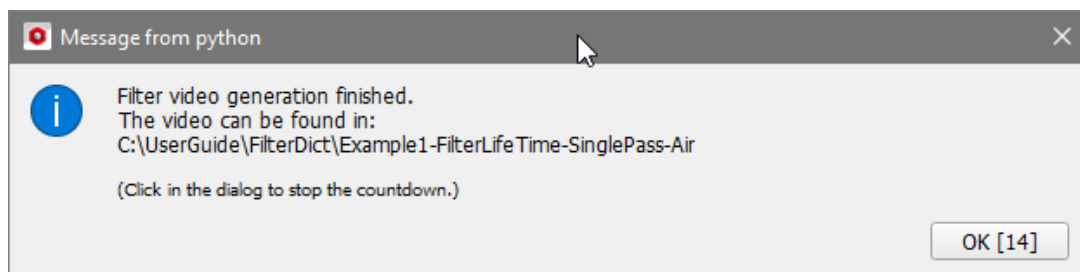 Message from python
Filter video generation finished.
The video can be found in:
C:\UserGuide\FilterDict\Example1-FilterLifeTime-SinglePass-Air
(Click in the dialog to stop the countdown.)
OK [14]